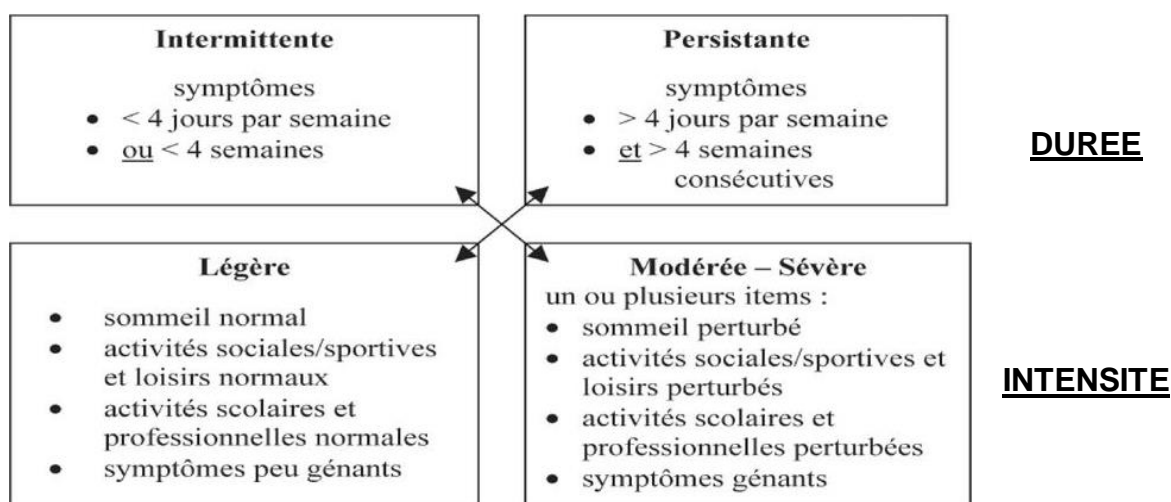 Intermittente
symptômes
• < 4 jours par semaine
• ou < 4 semaines
Persistante
symptômes
• > 4 jours par semaine
• et > 4 semaines
consécutives
DUREE
Légère
• sommeil normal
• activités sociales/sportives
et loisirs normaux
• activités scolaires et
professionnelles normales
• symptômes peu génants
Modérée – Sévère
un ou plusieurs items :
• sommeil perturbé
• activités sociales/sportives et
loisirs perturbés
• activités scolaires et
professionnelles perturbées
• symptômes génants
INTENSITE